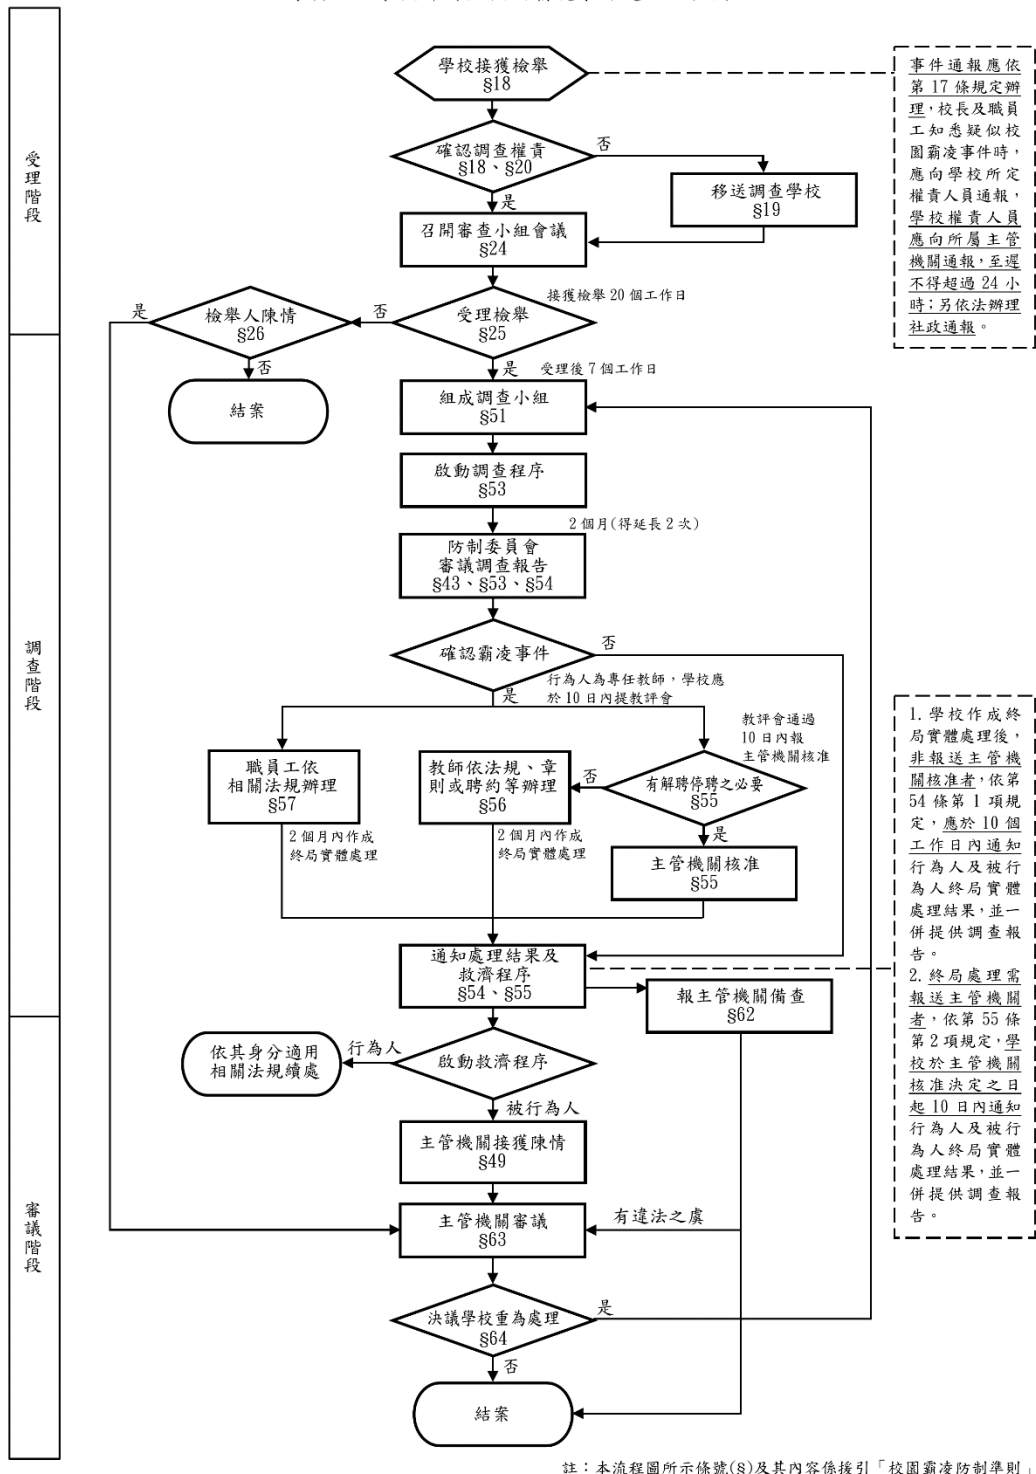 受理階段
調查階段
審議階段
學校接獲檢舉
§18
確認調查權責
§18、§20
否
移送調查學校
§19
是
召開審查小組會議
§24
接獲檢舉20個工作日
受理檢舉
§25
否
檢舉人陳情
§26
是
否
結案
是
受理後7個工作日
組成調查小組
§51
啟動調查程序
§53
2個月(得延長2次)
防制委員會
審議調查報告
§43、§53、§54
確認霸凌事件
否
是
行為人為專任教師，學校應
於10日內提教評會
教評會通過
10日內報
主管機關核准
職員工依
相關法規辦理
§57
教師依法規、章
則或聘約等辦理
§56
否
有解聘停聘之必要
§55
2個月內作成
終局實體處理
2個月內作成
終局實體處理
是
主管機關核准
§55
通知處理結果及
救濟程序
§54、§55
報主管機關備查
§62
依其身分適用
相關法規續處
行為人
啟動救濟程序
被行為人
主管機關接獲陳情
§49
主管機關審議
§63
有違法之虞
決議學校重為處理
§64
是
否
結案
事件通報應依
第17條規定辦
理，校長及職員
工知悉疑似校
園霸凌事件時，
應向學校所定
權責人員通報，
學校權責人員
應向所屬主管
機關通報，至遲
不得超過24小
時；另依法辦理
社政通報。
1. 學校作成終
局實體處理後，
非報送主管機
關核准者，依第
54條第1項規
定，應於10個
工作日內通知
行為人及被行
為人終局實體
處理結果，並一
併提供調查報
告。
2. 終局處理需
報送主管機關
者，依第55條
第2項規定，學
校於主管機關
核准決定之日
起10日內通知
行為人及被行
為人終局實體
處理結果，並一
併提供調查報
告。
註：本流程圖所示條號(§)及其內容係援引「校園霸凌防制準則」